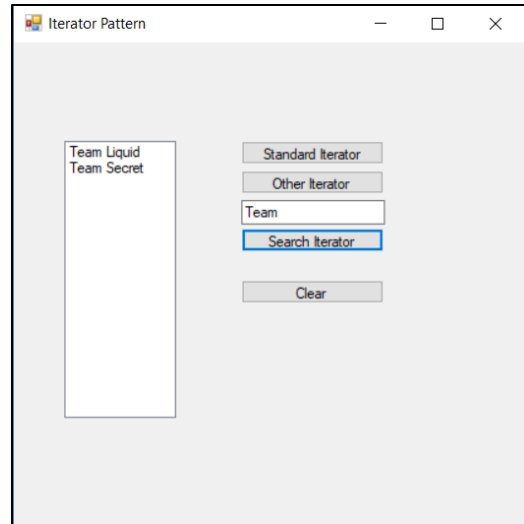 Iterator Pattern
Team Liquid
Team Secret
Standard Iterator
Other Iterator
Team
Search Iterator
Clear